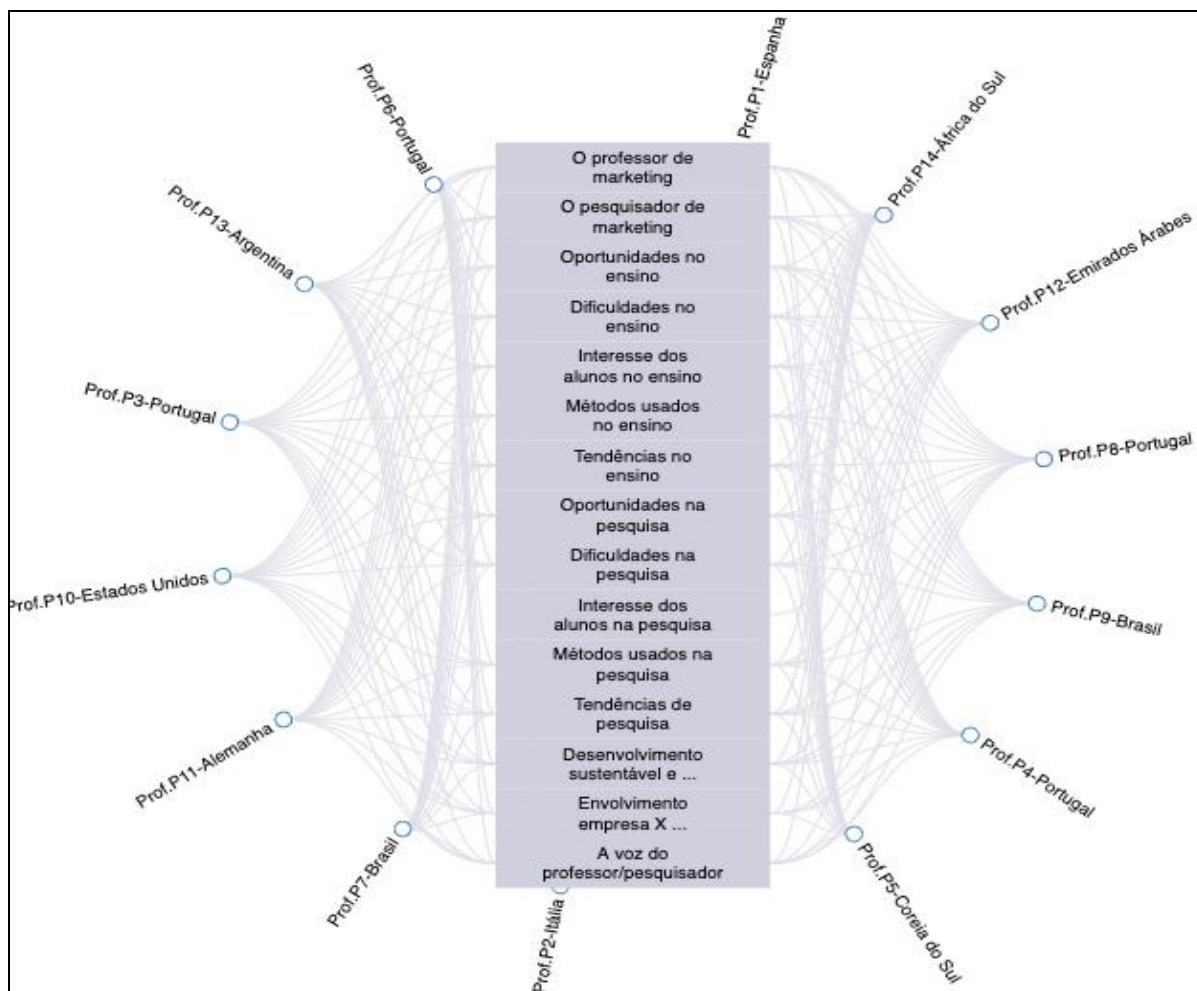 Prof.P1-Espanha
Prof.P6-Portugal
Prof.P14-África do Sul
Prof.P13-Argentina
Prof.P12-Emirados Árabes
Prof.P3-Portugal
Prof.P8-Portugal
Prof.P10-Estados Unidos
Prof.P9-Brasil
Prof.P11-Alemanha
Prof.P4-Portugal
Prof.P7-Brasil
Prof.P5-Coreia do Sul
Prof.P2-Itália
O professor de
marketing
O pesquisador de
marketing
Oportunidades no
ensino
Dificuldades no
ensino
Interesse dos
alunos no ensino
Métodos usados
no ensino
Tendências no
ensino
Oportunidades na
pesquisa
Dificuldades na
pesquisa
Interesse dos
alunos na pesquisa
Métodos usados na
pesquisa
Tendências de
pesquisa
Desenvolvimento
sustentável e ...
Envolvimento
empresa X ...
A voz do
professor/pesquisador